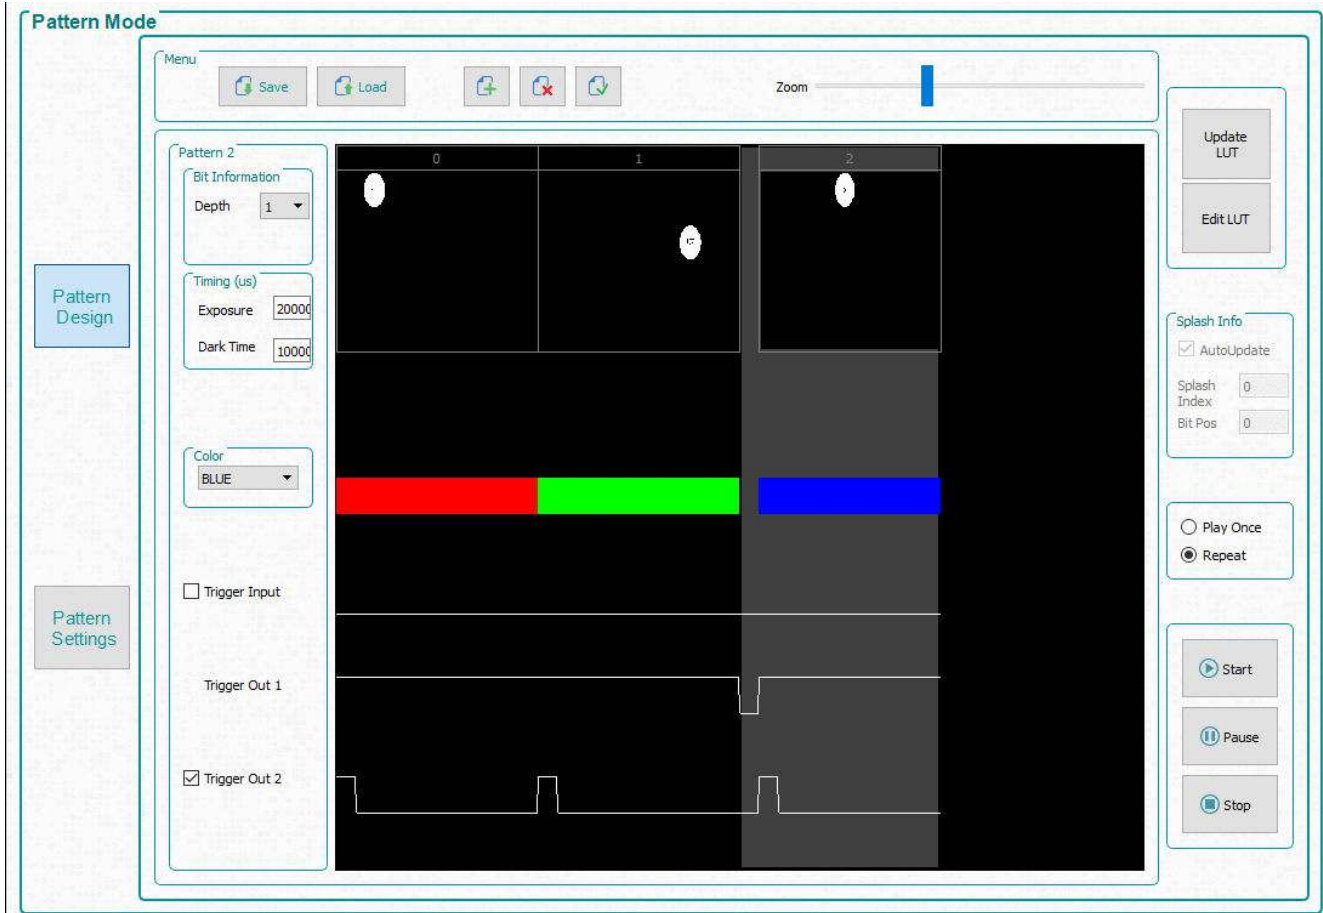 Pattern Mode
Menu
Save
Load
Zoom
Pattern 2
Bit Information
Depth 1
Timing (us)
Exposure 20000
Dark Time 10000
Color
BLUE
Trigger Input
Trigger Out 1
Trigger Out 2
0 1 2
Pattern
Design
Pattern
Settings
Update
LUT
Edit LUT
Splash Info
AutoUpdate
Splash
Index
0
Bit Pos 0
Play Once
Repeat
Start
Pause
Stop